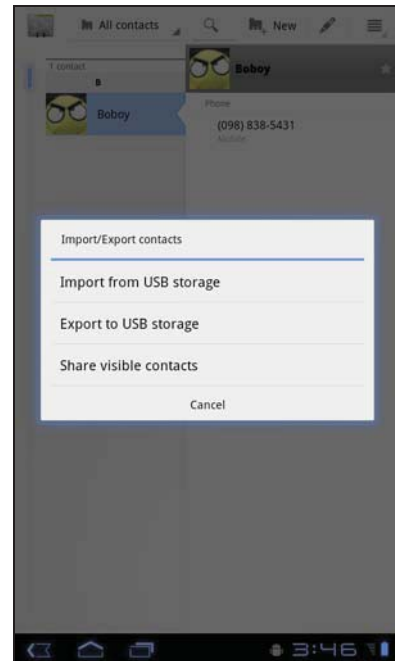 All contacts
New
1 contact
B
Boboy
Boboy
Phone
(098) 838-5431
Mobile
Import/Export contacts
Import from USB storage
Export to USB storage
Share visible contacts
Cancel
3:46